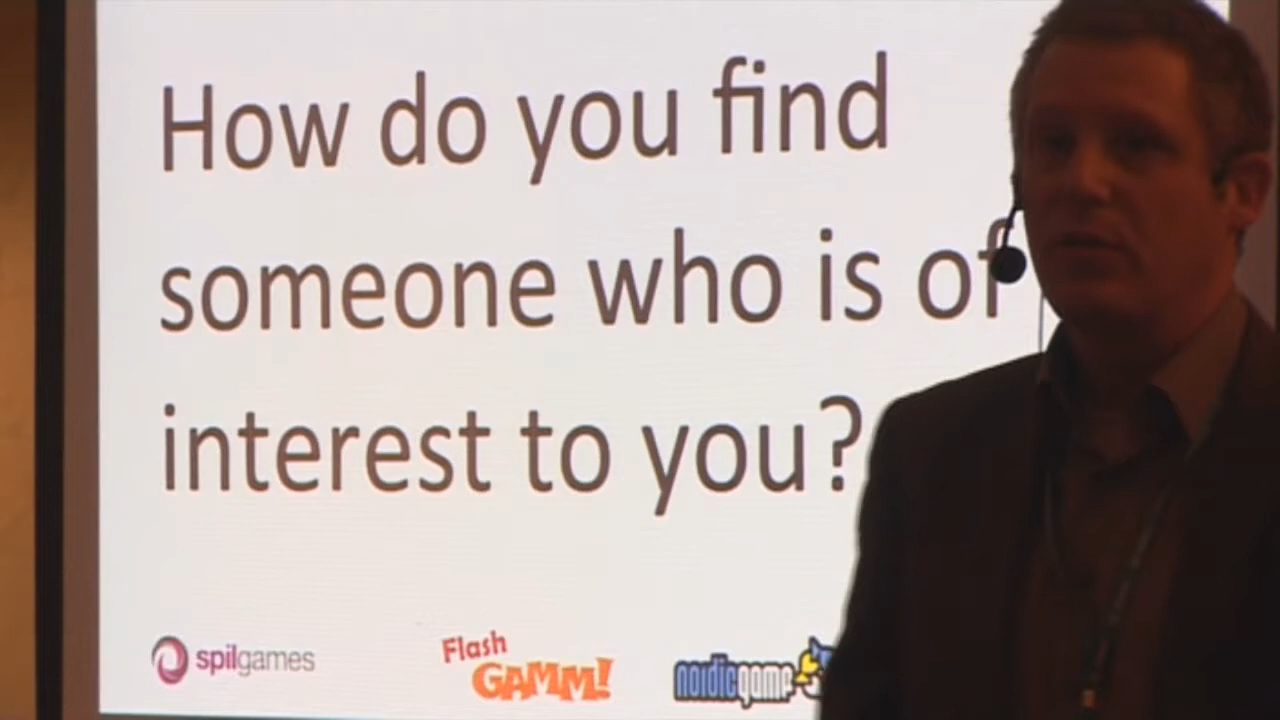 How do you find
someone who is of
interest to you?
spilgames
Flash
GAMM!
nordicgame